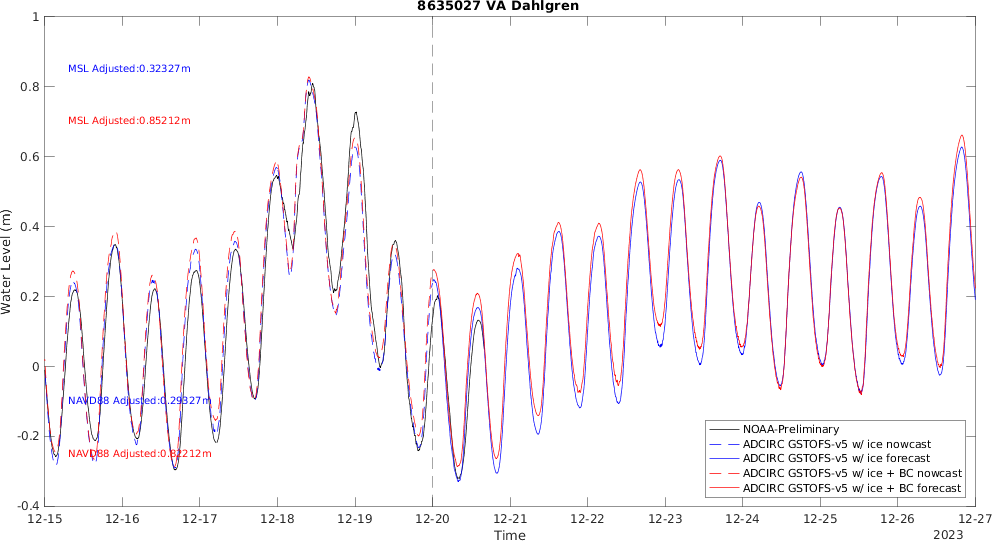 8635027 VA Dahlgren
1
0.8
0.6
0.4
0.2
0
-0.2
-0.4
Water Level (m)
MSL Adjusted:0.32327m
MSL Adjusted:0.85212m
NAVD88 Adjusted:0.29327m
NAVD88 Adjusted:0.82212m
NOAA-Preliminary
ADCIRC GSTOFS-v5 w/ ice nowcast
ADCIRC GSTOFS-v5 w/ ice forecast
ADCIRC GSTOFS-v5 w/ ice + BC nowcast
ADCIRC GSTOFS-v5 w/ ice + BC forecast
12-15 12-16 12-17 12-18 12-19 12-20 12-21 12-22 12-23 12-24 12-25 12-26 12-27
Time
2023